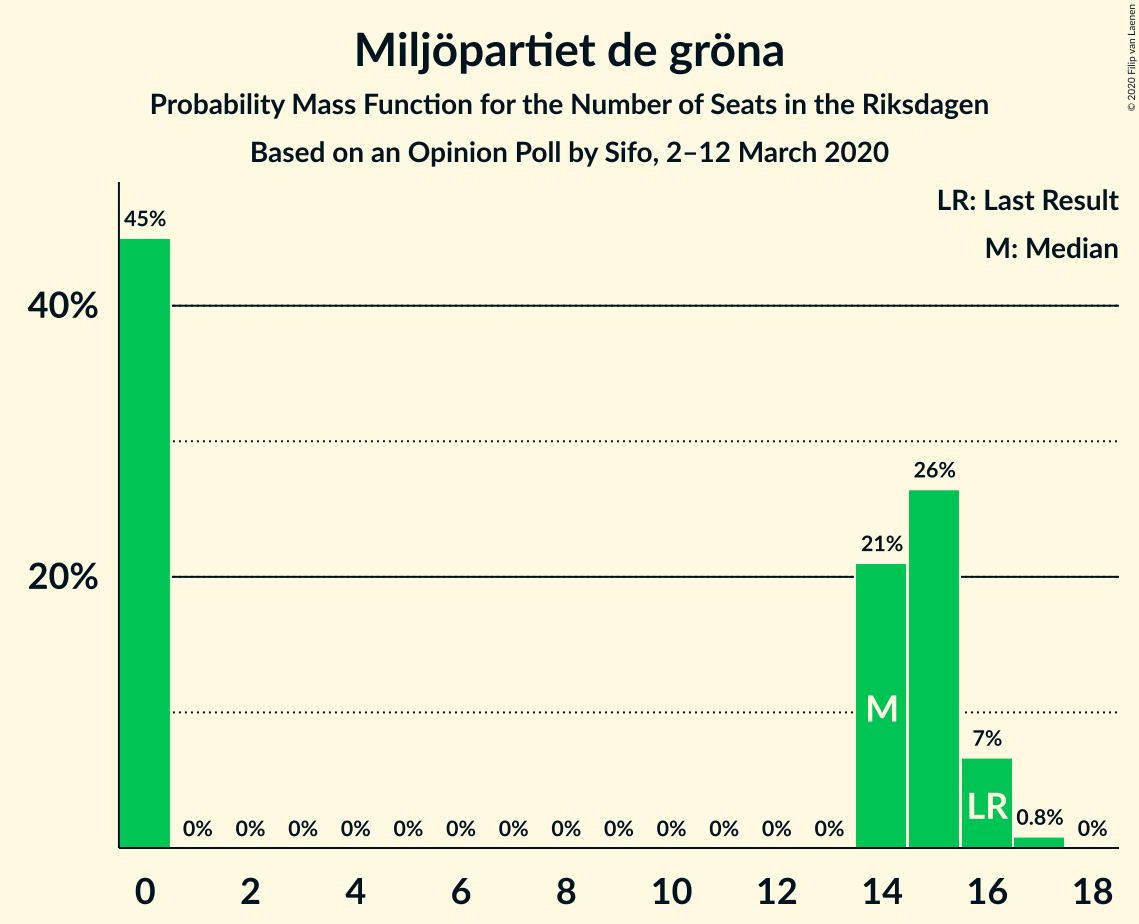 Miljöpartiet de gröna
Probability Mass Function for the Number of Seats in the Riksdagen
Based on an Opinion Poll by Sifo, 2–12 March 2020
© 2020 Filip van Laenen
LR: Last Result
M: Median
45%
40%
26%
21%
20%
M
7%
LR
0.8%
0% 0% 0% 0% 0% 0% 0% 0% 0% 0% 0% 0% 0% 0%
0 2 4 6 8 10 12 14 16 18